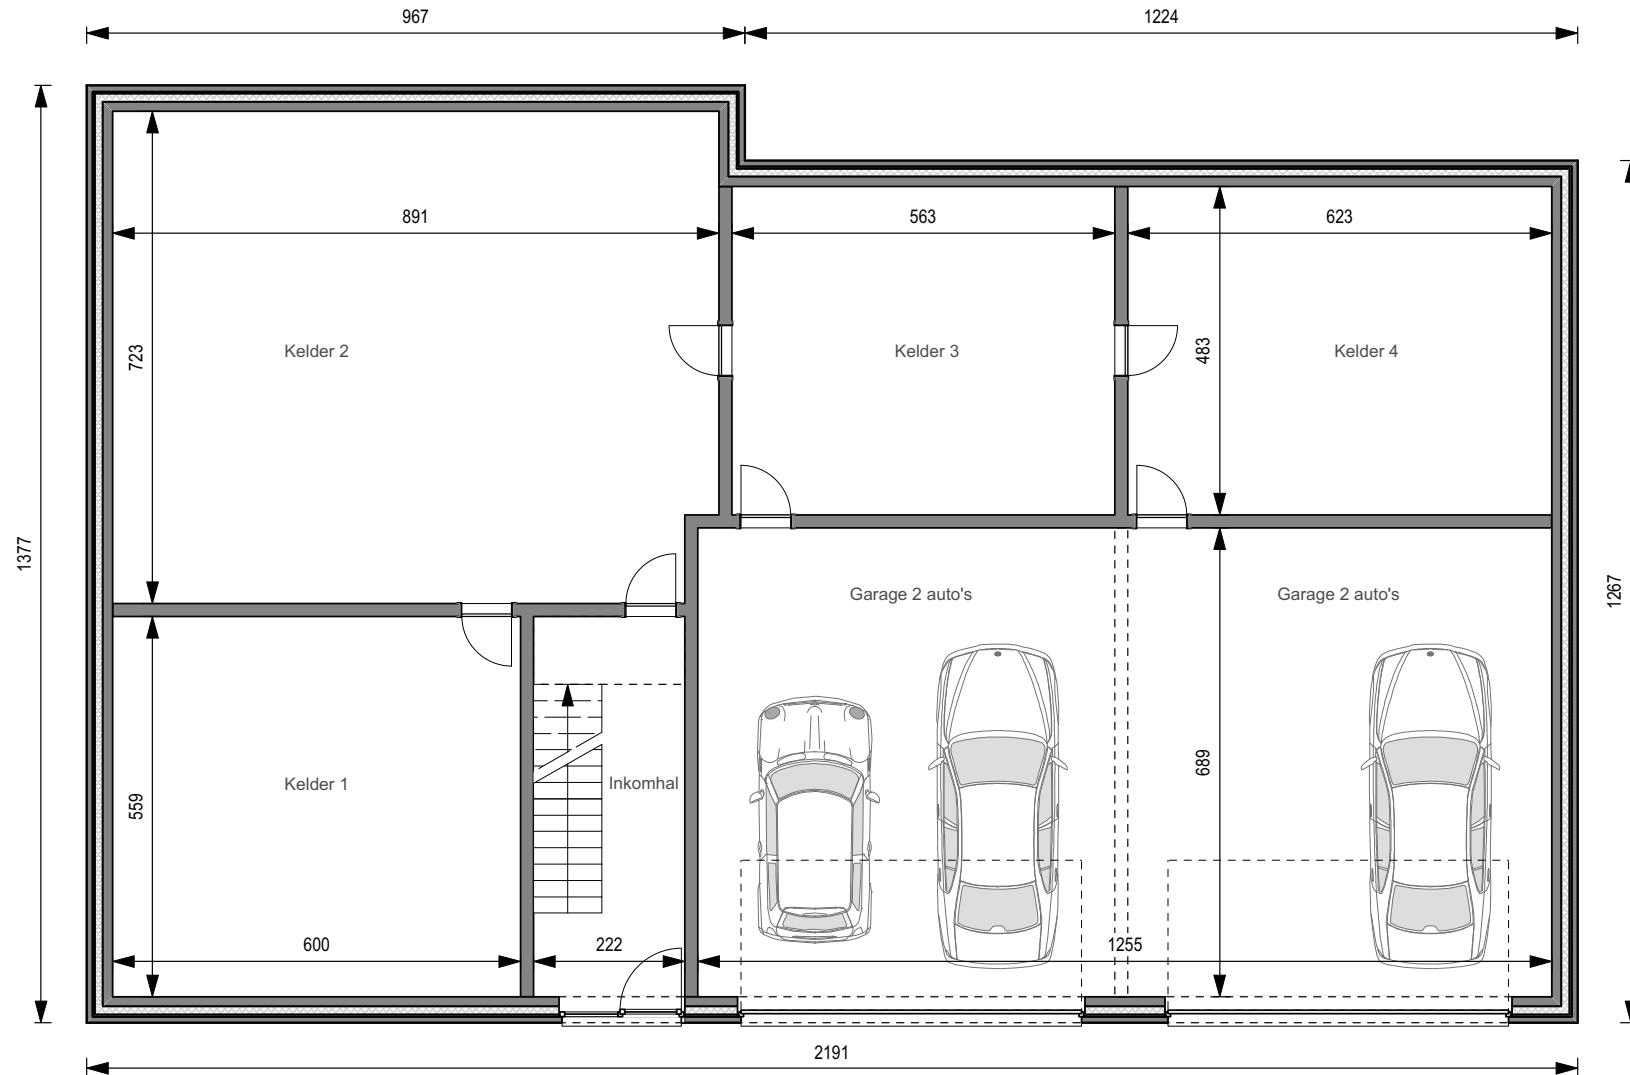 967
1224
891
563
623
723
Kelder 2
Kelder 3
483
Kelder 4
1377
Garage 2 auto's
Garage 2 auto's
1267
559
Kelder 1
Inkomhal
689
600
222
1255
2191